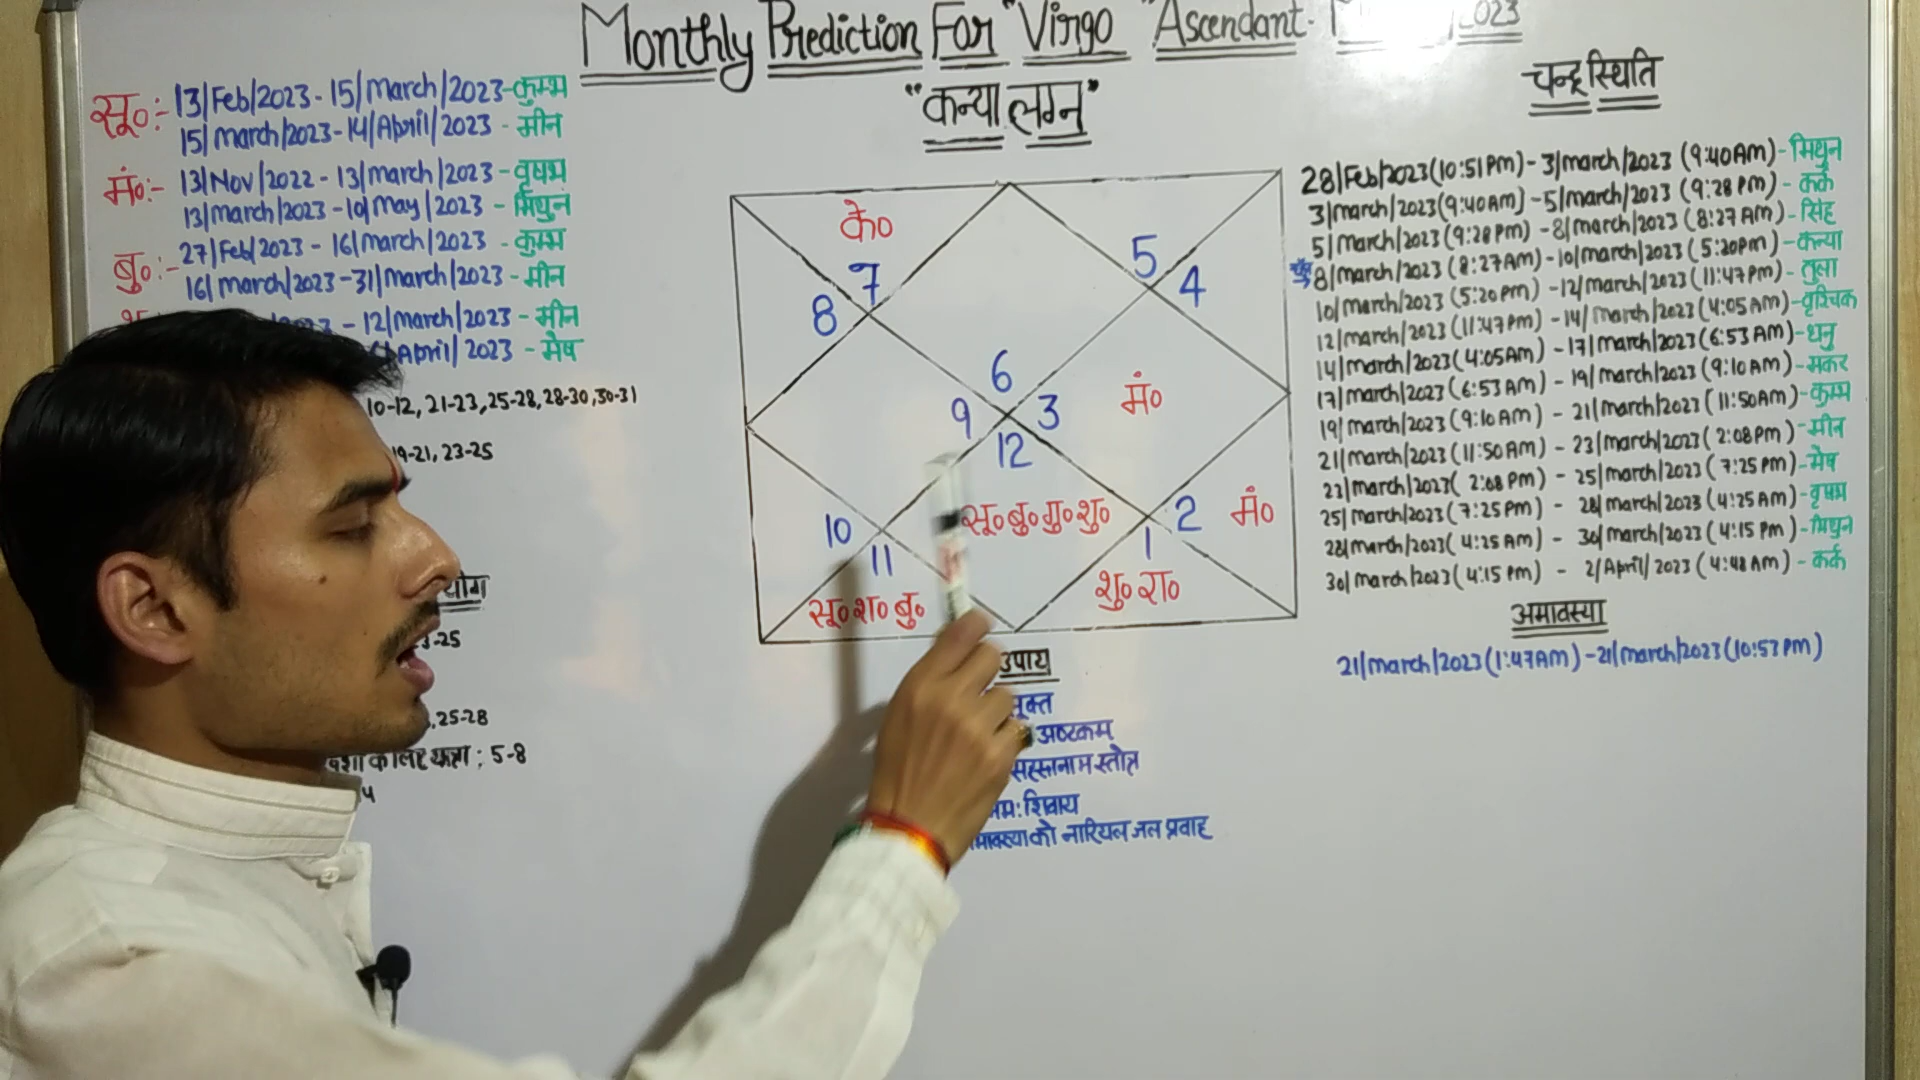 Monthly Prediction For "Virgo" Ascendant- 2023
"कन्या लग्न"
सू०:- 13/Feb/2023 - 15/March/2023 - कुम्भ
15/march/2023 - 14/April/2023 - मीन
मं०:- 13/Nov/2022 - 13/march/2023 - वृषभ
13/march/2023 - 10/May/2023 - मिथुन
बु०:- 27/Feb/2023 - 16/march/2023 - कुम्भ
16/march/2023 - 31/march/2023 - मीन
- 12/march/2023 - मीन
April/2023 - मेष
10-12, 21-23, 25-28, 28-30, 30-31
19-21, 23-25
योग
3-25
,25-28
यात्रा ; 5-8
4
के०
7
8
5
4
6
9
3
12
मं०
सू० बु० गु० शु०
10
11
सू० श० बु०
2
मं०
1
शु० रा०
उपाय
सूक्त
अष्टकम
सहस्त्रनाम स्तोत्र
नम: शिवाय
को नारियल जल प्रवाह
चन्द्र स्थिति
28/Feb/2023 (10:51 Pm) - 3/march/2023 (9:40 AM) - मिथुन
3/march/2023 (9:40 AM) - 5/march/2023 (9:28 PM) - कर्क
5/March/2023 (9:28 PM) - 8/march/2023 (8:27 AM) - सिंह
8/march/2023 (8:27 AM) - 10/march/2023 (5:20 pm) - कन्या
10/march/2023 (5:20 pm) - 12/march/2023 (11:47 pm) - तुला
12/march/2023 (11:47 pm) - 14/march/2023 (4:05 AM) - वृश्चिक
14/march/2023 (4:05 Am) - 17/march/2023 (6:53 AM) - धनु
17/march/2023 (6:53 AM) - 19/march/2023 (9:10 AM) - मकर
19/march/2023 (9:10 AM) - 21/march/2023 (11:50 AM) - कुम्भ
21/march/2023 (11:50 AM) - 23/march/2023 (2:08 PM) - मीन
23/march/2023 (2:08 PM) - 25/march/2023 (7:25 pm) - मेष
25/march/2023 (7:25 PM) - 28/march/2023 (4:25 AM) - वृषभ
28/march/2023 (4:25 AM) - 30/march/2023 (4:15 Pm) - मिथुन
30/march/2023 (4:15 pm) - 2/April/2023 (4:48 AM) - कर्क
अमावस्या
21/march/2023 (1:47 AM) - 21/march/2023 (10:53 PM)